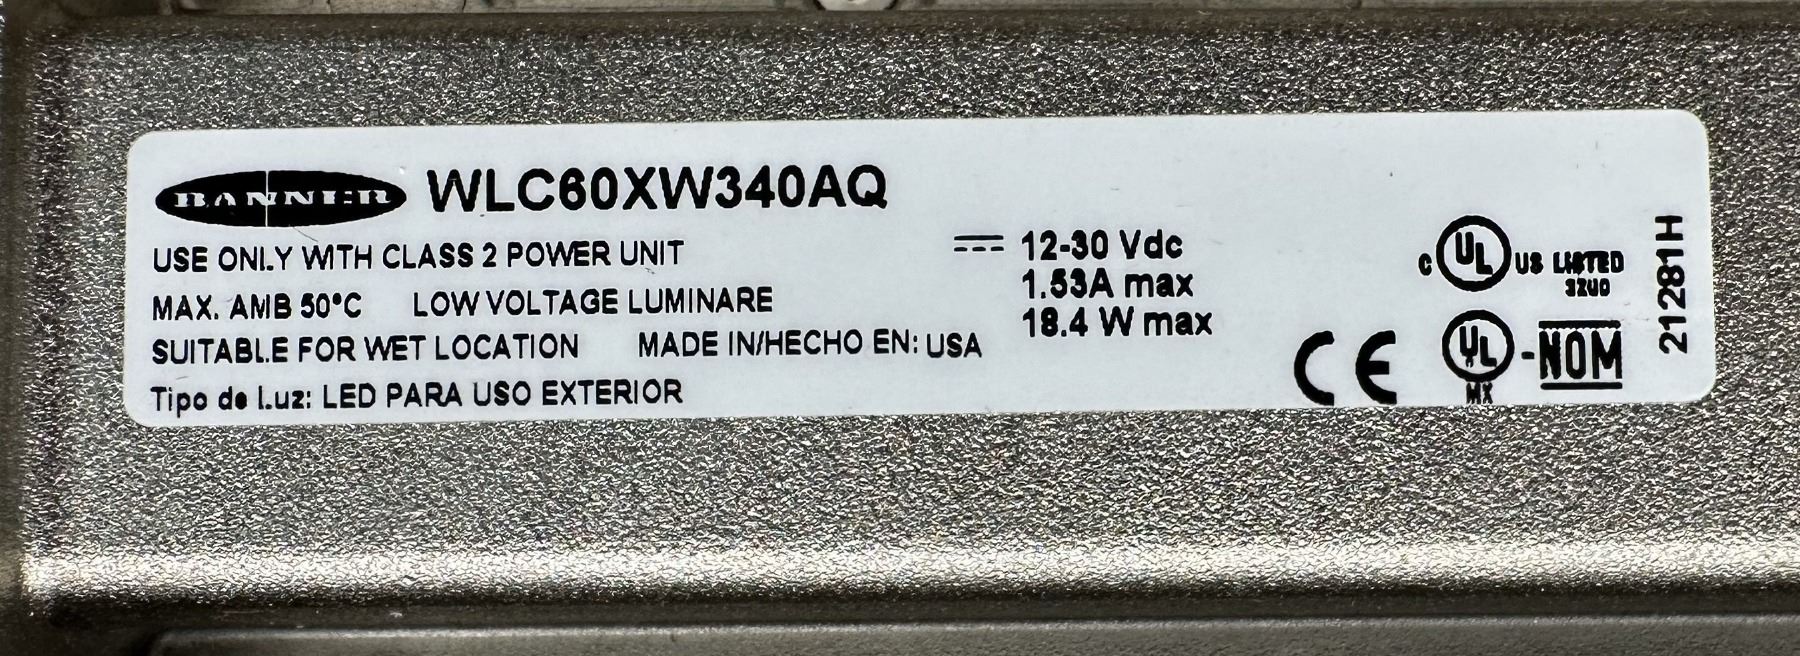 BANNER WLC60XW340AQ
USE ONLY WITH CLASS 2 POWER UNIT
MAX. AMB 50°C LOW VOLTAGE LUMINARE
SUITABLE FOR WET LOCATION MADE IN/HECHO EN: USA
Tipo de Luz: LED PARA USO EXTERIOR
12-30 Vdc
1.53A max
18.4 W max
CE
C UL US LISTED
32U0
UL-NOM
MX
21281H